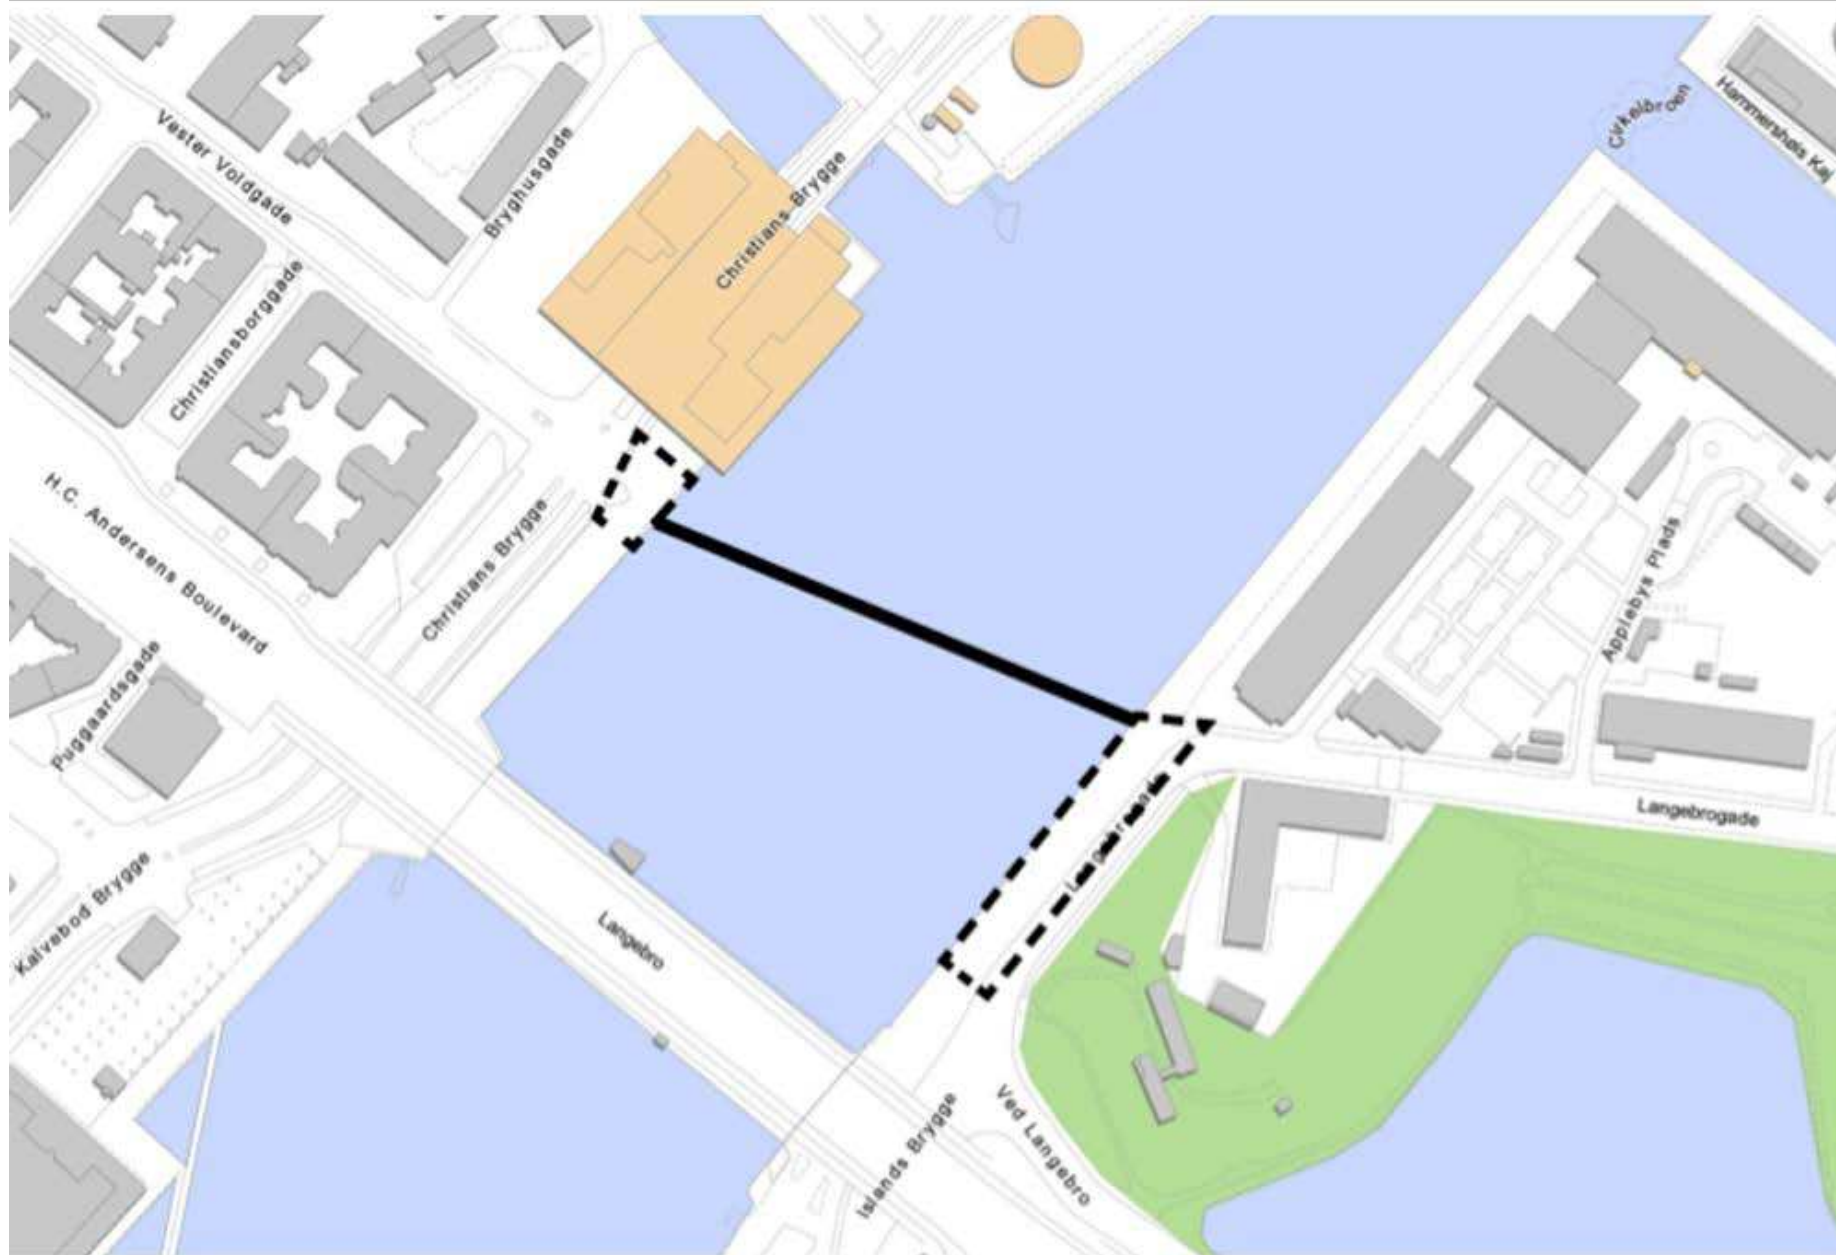 Vester Voldgade
Bryghusgade
Christians Brygge
Cirkelbroen
Hammershøis Kaj
Christiansborggade
H.C. Andersens Boulevard
Christians Brygge
Applebys Plads
Puggaardsgade
Langebrogade
Kalvebod Brygge
Langebro
Islands Brygge
Ved Langebro